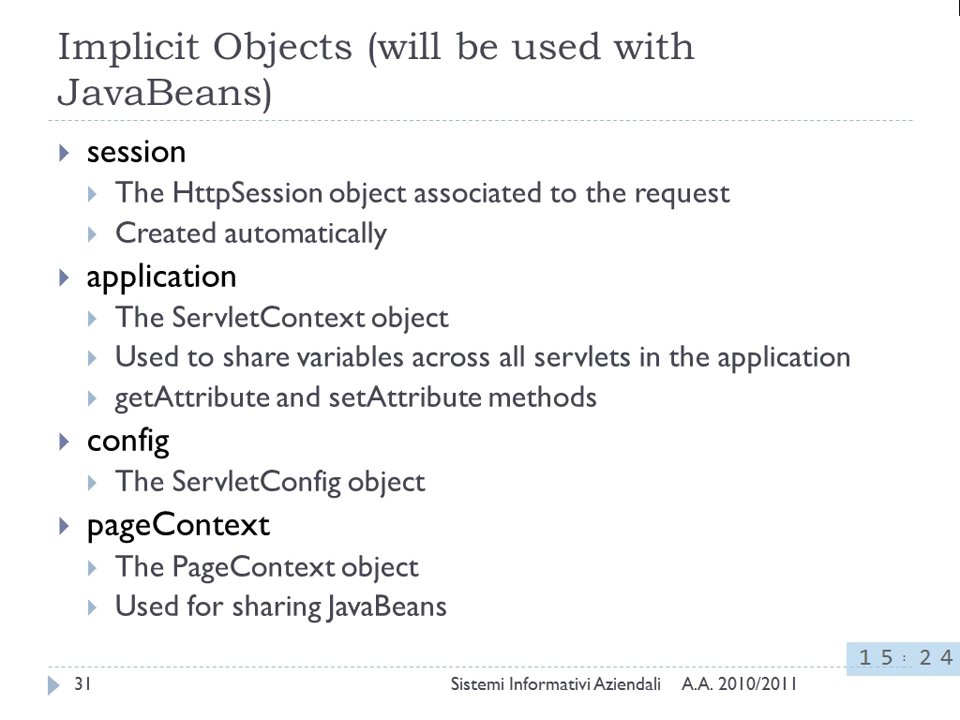 Implicit Objects (will be used with
JavaBeans)
session
The HttpSession object associated to the request
Created automatically
application
The ServletContext object
Used to share variables across all servlets in the application
getAttribute and setAttribute methods
config
The ServletConfig object
pageContext
The PageContext object
Used for sharing JavaBeans
15:24
31 Sistemi Informativi Aziendali A.A. 2010/2011